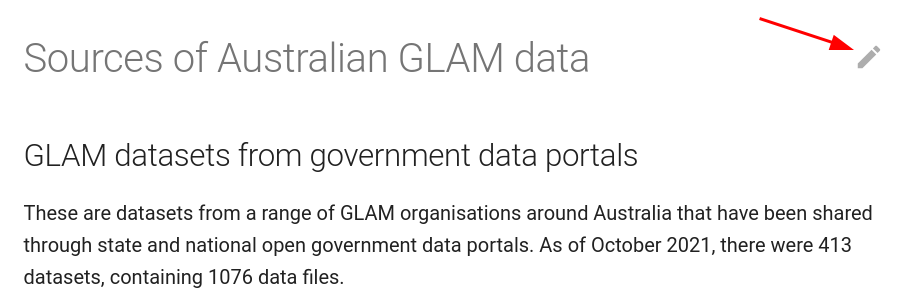 Sources of Australian GLAM data
GLAM datasets from government data portals
These are datasets from a range of GLAM organisations around Australia that have been shared
through state and national open government data portals. As of October 2021, there were 413
datasets, containing 1076 data files.